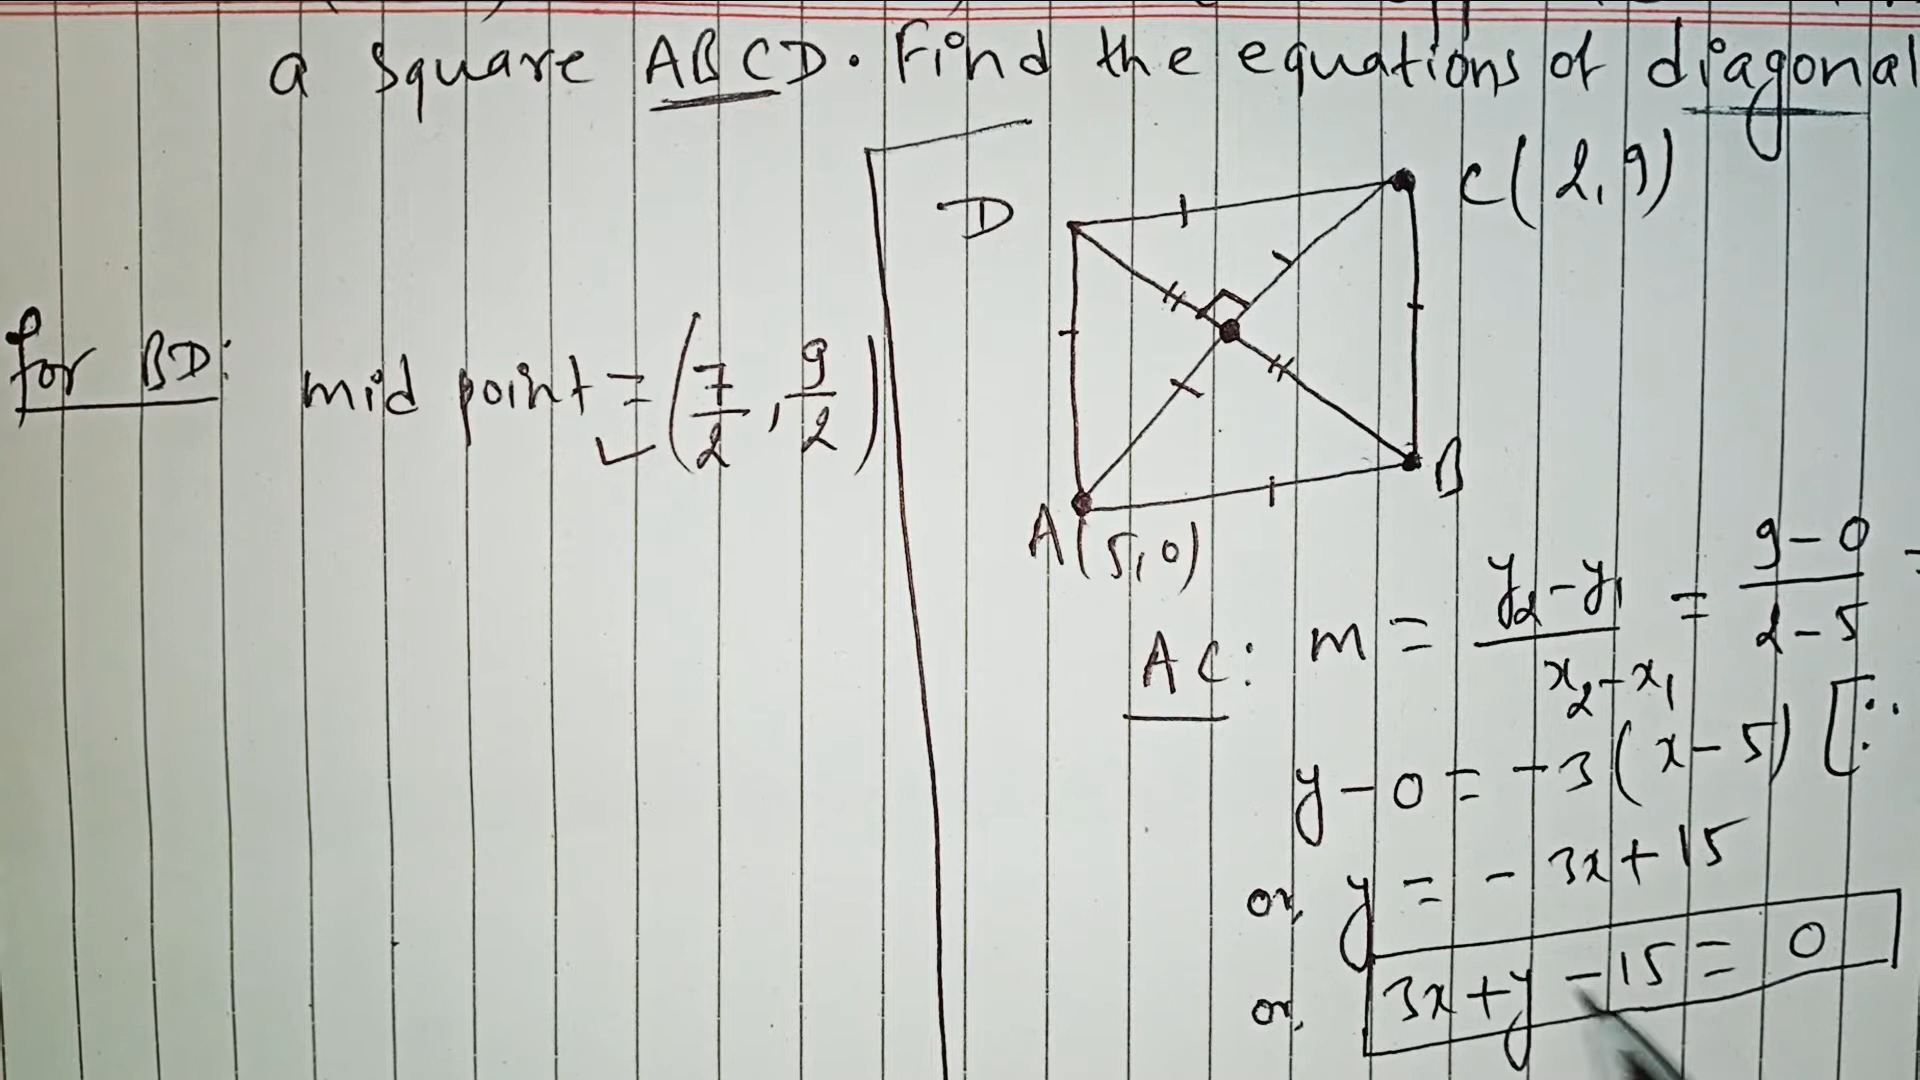 a square ABCD. Find the equations of diagonal
D
C(2,9)
for BD: mid point = (7/2, 9/2)
B
A(5,0)
AC: m = y₂-y₁/x₂-x₁ = 9-0/2-5 =
y-0 = -3(x-5) [∵
or, y = -3x+15
or, 3x+y-15=0